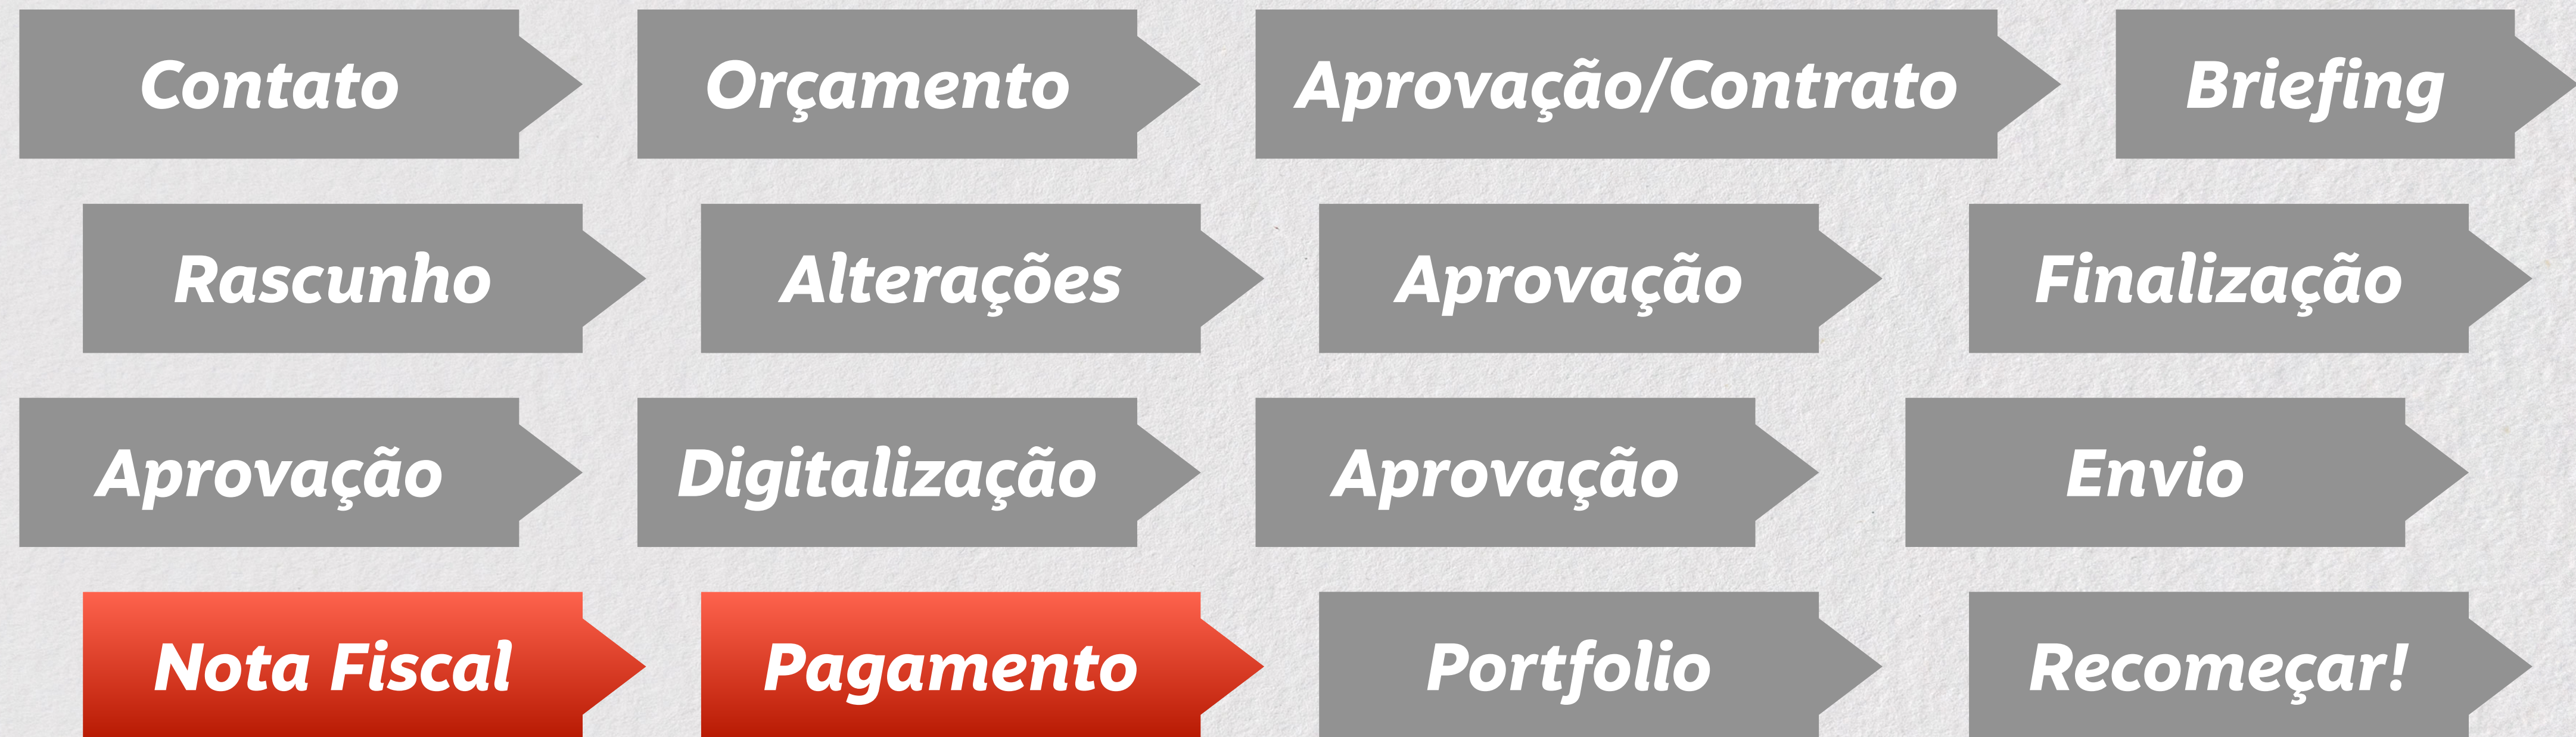 Contato
Orçamento
Aprovação/Contrato
Briefing
Rascunho
Alterações
Aprovação
Finalização
Aprovação
Digitalização
Aprovação
Envio
Nota Fiscal
Pagamento
Portfolio
Recomeçar!